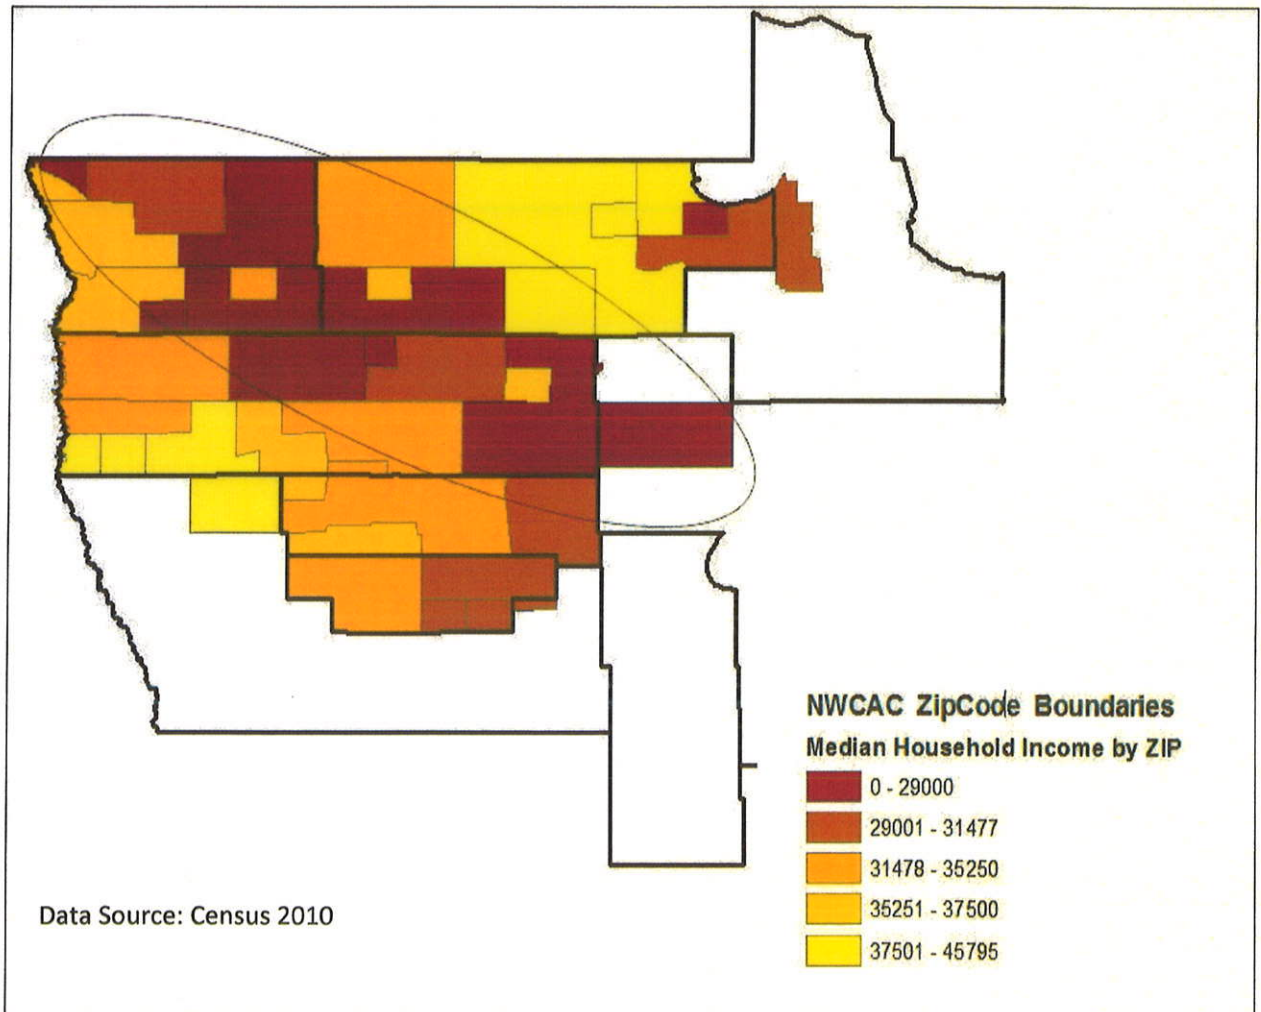 NWCAC ZipCode Boundaries
Median Household Income by ZIP
0 - 29000
29001 - 31477
31478 - 35250
35251 - 37500
37501 - 45795
Data Source: Census 2010